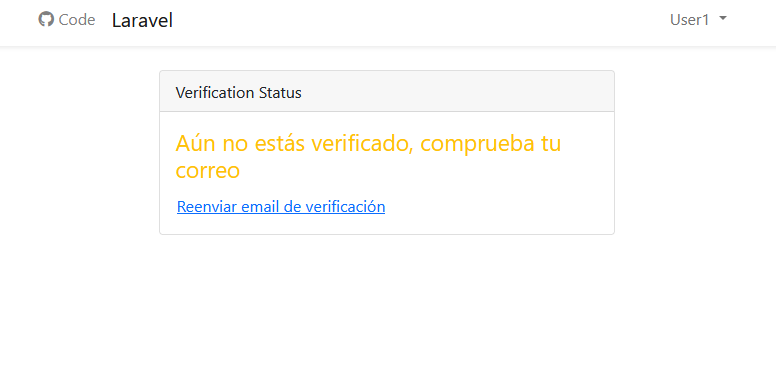 Code Laravel User1
Verification Status
Aún no estás verificado, comprueba tu
correo
Reenviar email de verificación